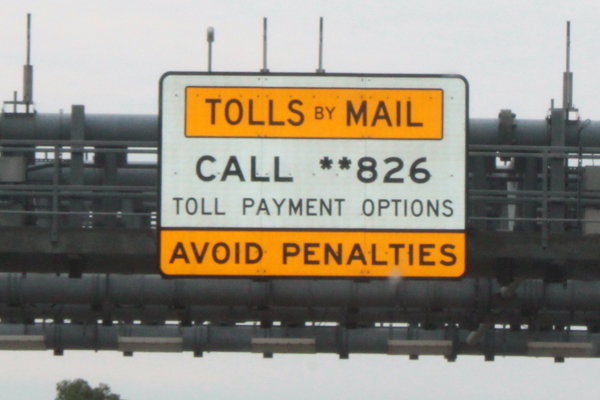 TOLLS BY MAIL
CALL **826
TOLL PAYMENT OPTIONS
AVOID PENALTIES